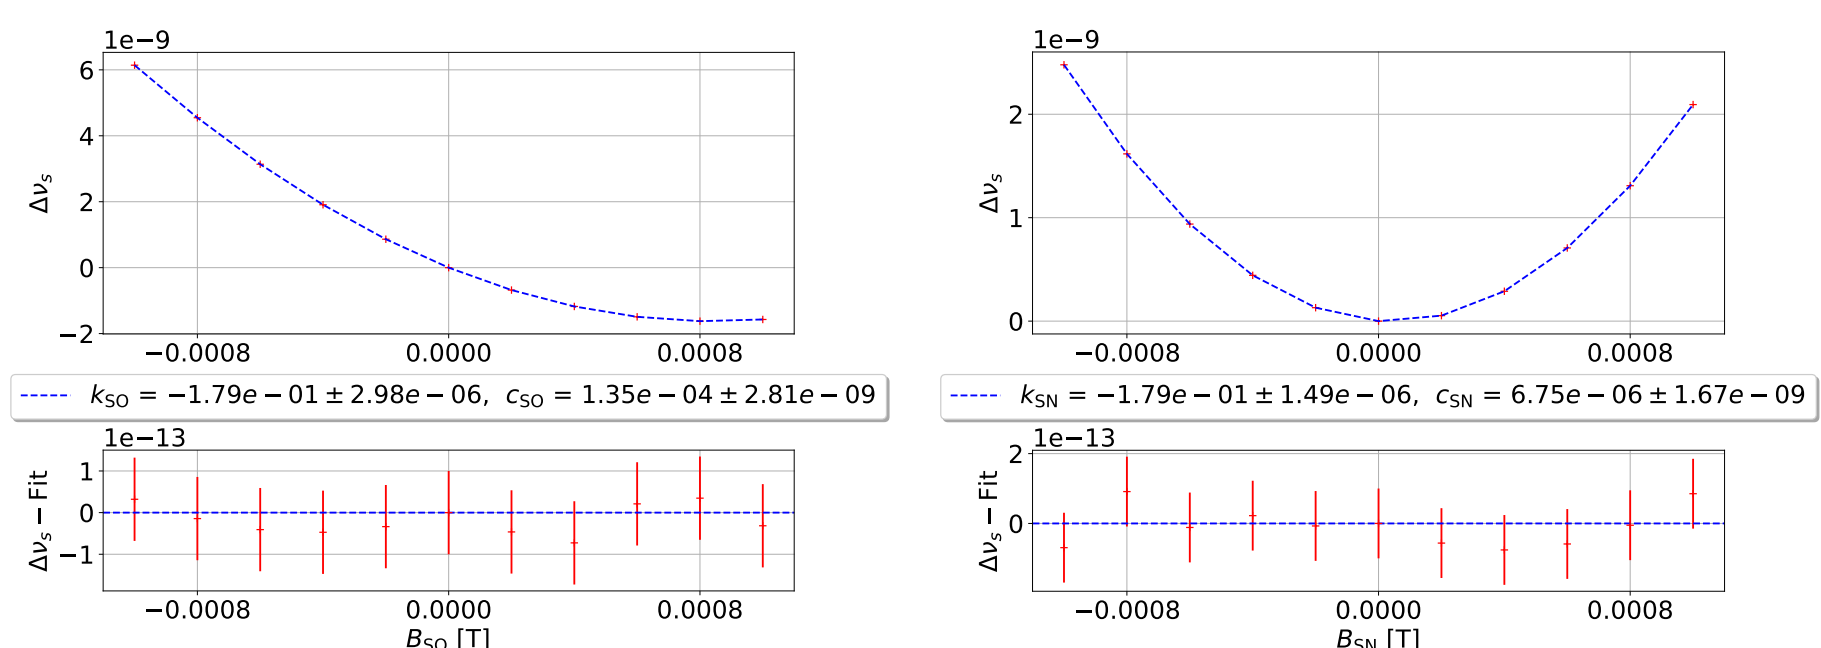 1e−9
Δν_s
6
4
2
0
−2
−0.0008 0.0000 0.0008
k_SO = −1.79e − 01 ± 2.98e − 06, c_SO = 1.35e − 04 ± 2.81e − 09
1e−13
Δν_s − Fit
1
0
−1
−0.0008 0.0000 0.0008
B_SO [T]
1e−9
Δν_s
2
1
0
−0.0008 0.0000 0.0008
k_SN = −1.79e − 01 ± 1.49e − 06, c_SN = 6.75e − 06 ± 1.67e − 09
1e−13
Δν_s − Fit
2
0
−0.0008 0.0000 0.0008
B_SN [T]